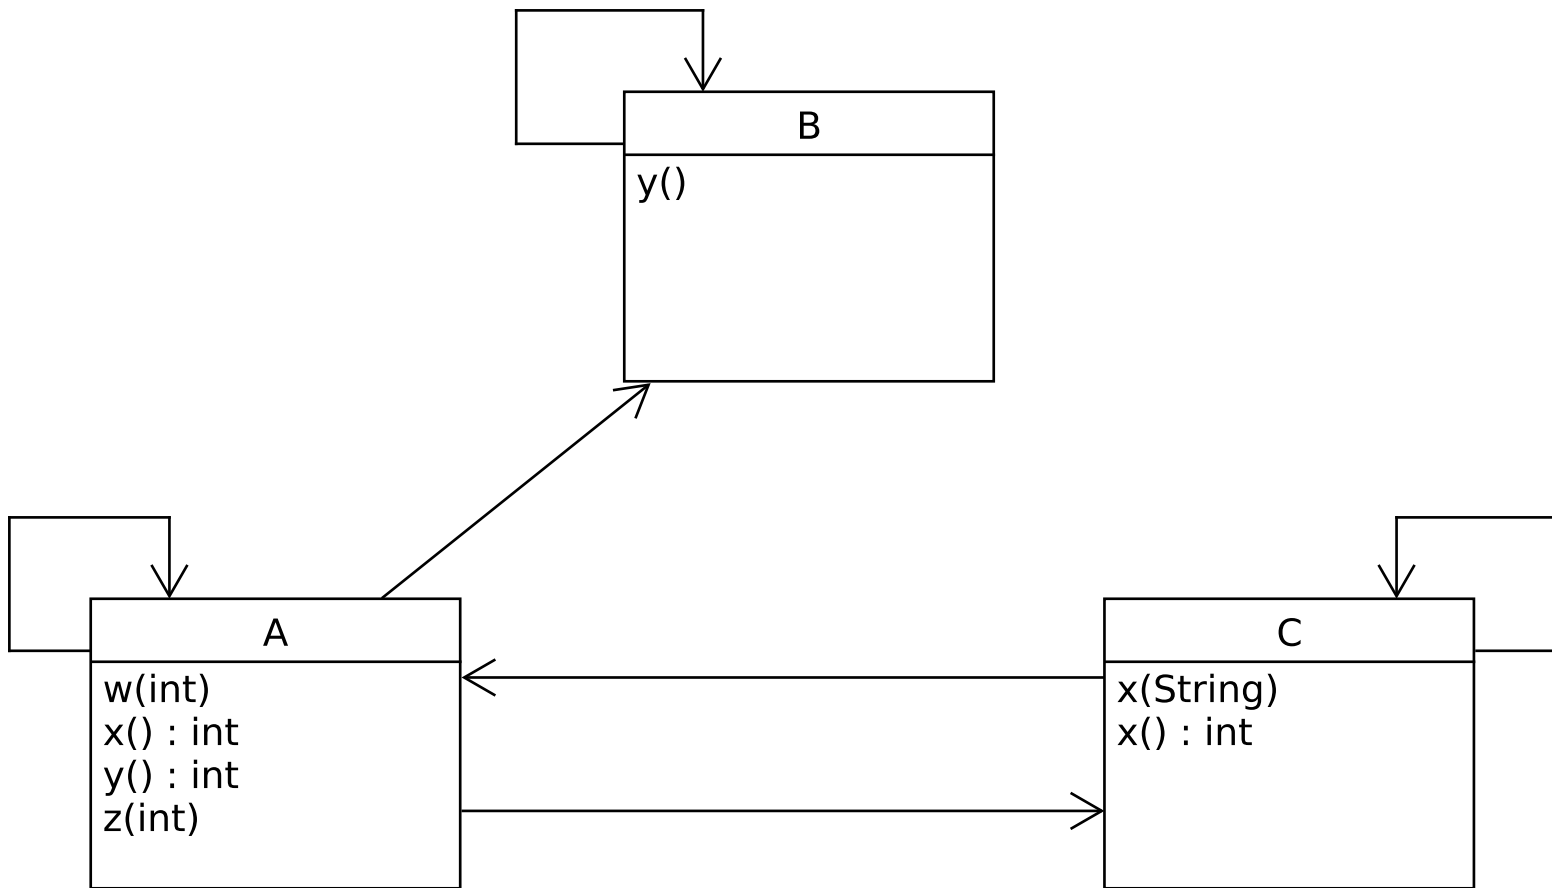 B
y()
A
w(int)
x() : int
y() : int
z(int)
C
x(String)
x() : int